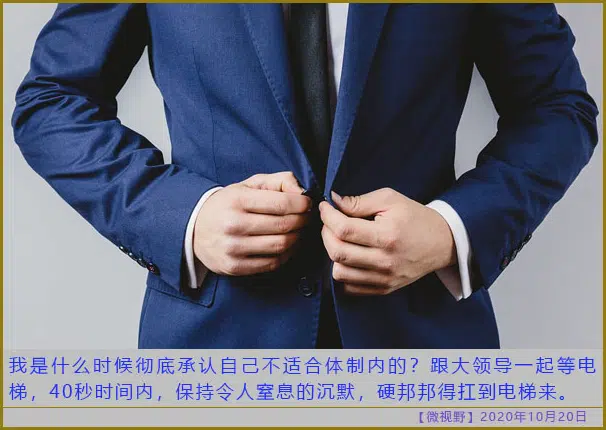 我是什么时候彻底承认自己不适合体制内的？跟大领导一起等电
梯，40秒时间内，保持令人窒息的沉默，硬邦邦得扛到电梯来。
【微视野】2020年10月20日